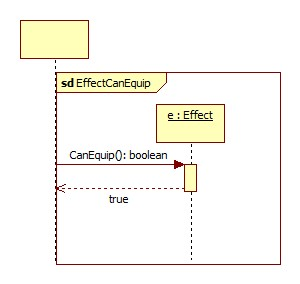 sd EffectCanEquip
e : Effect
CanEquip(): boolean
true